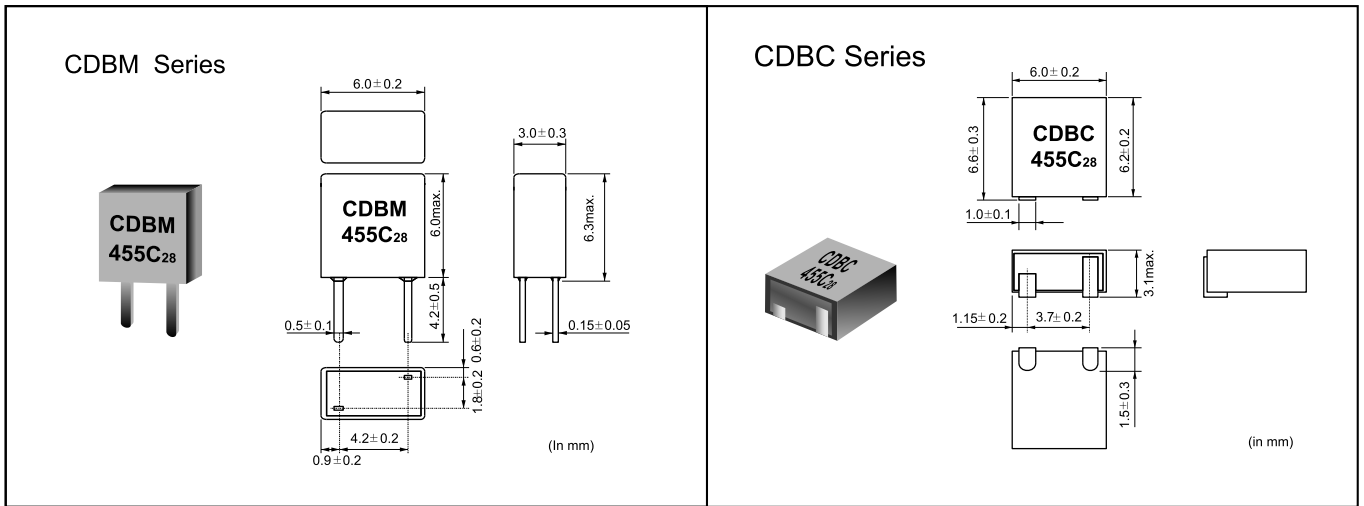 CDBM Series
6.0±0.2
3.0±0.3
CDBM
455C28
6.0max.
6.3max.
CDBM
455C28
4.2±0.5
0.5±0.1
0.15±0.05
0.6±0.2
1.8±0.2
4.2±0.2
0.9±0.2
(In mm)
CDBC Series
6.0±0.2
6.6±0.3
CDBC
455C28
6.2±0.2
1.0±0.1
CDBC
455C28
3.1max.
1.15±0.2
3.7±0.2
1.5±0.3
(in mm)